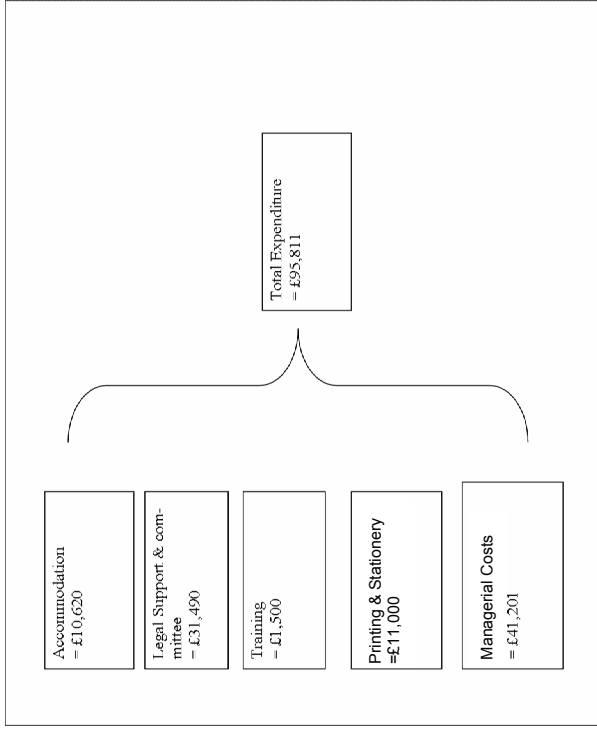 Accommodation
= £10,620
Legal Support & com-
mittee
= £31,490
Training
= £1,500
Printing & Stationery
=£11,000
Managerial Costs
= £41,201
Total Expenditure
= £95,811